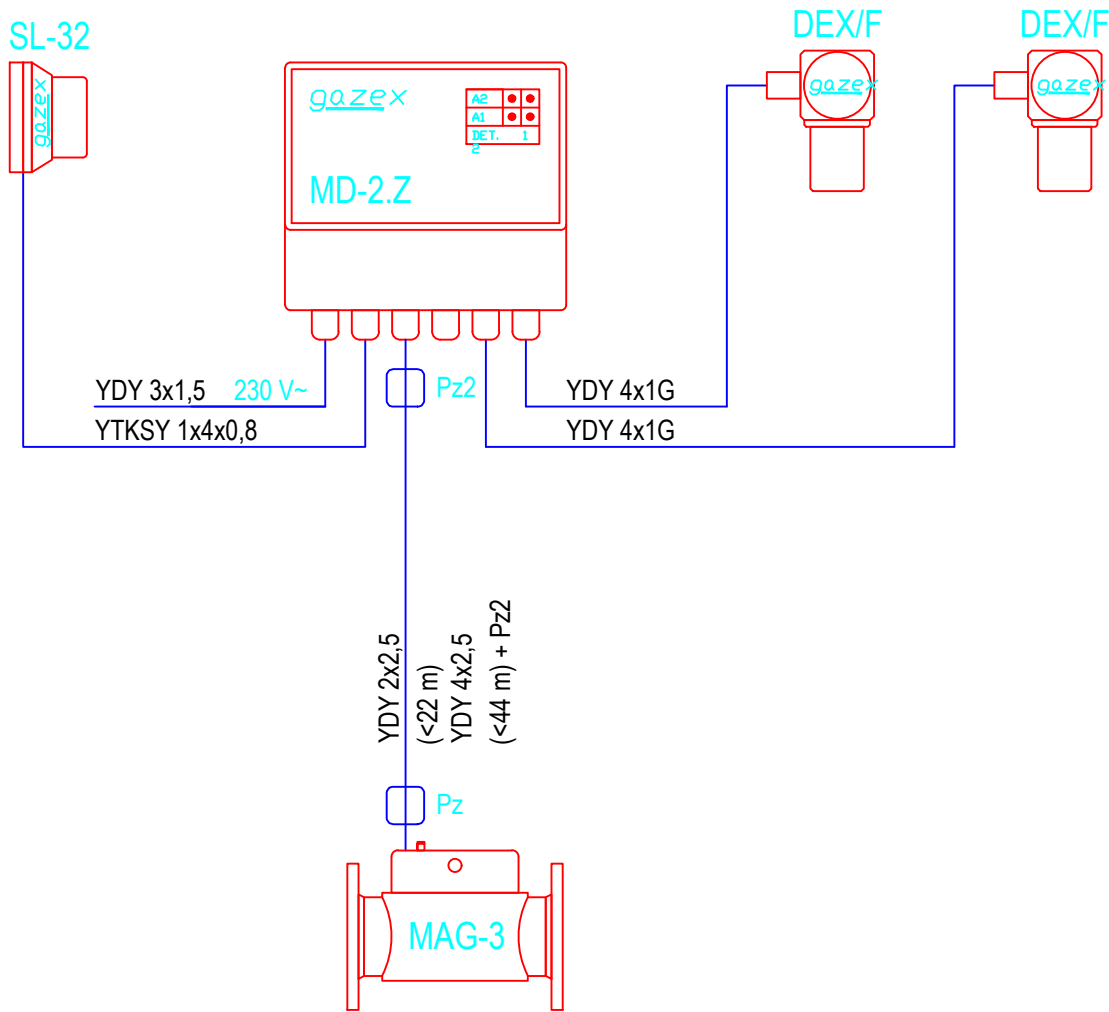 SL-32
DEX/F
DEX/F
gazex
gazex
A2
A1
DET. 1
2
MD-2.Z
gazex
gazex
YDY 3x1,5 230 V~
YTKSY 1x4x0,8
Pz2
YDY 4x1G
YDY 4x1G
YDY 2x2,5
(<22 m)
YDY 4x2,5
(<44 m) + Pz2
Pz
MAG-3